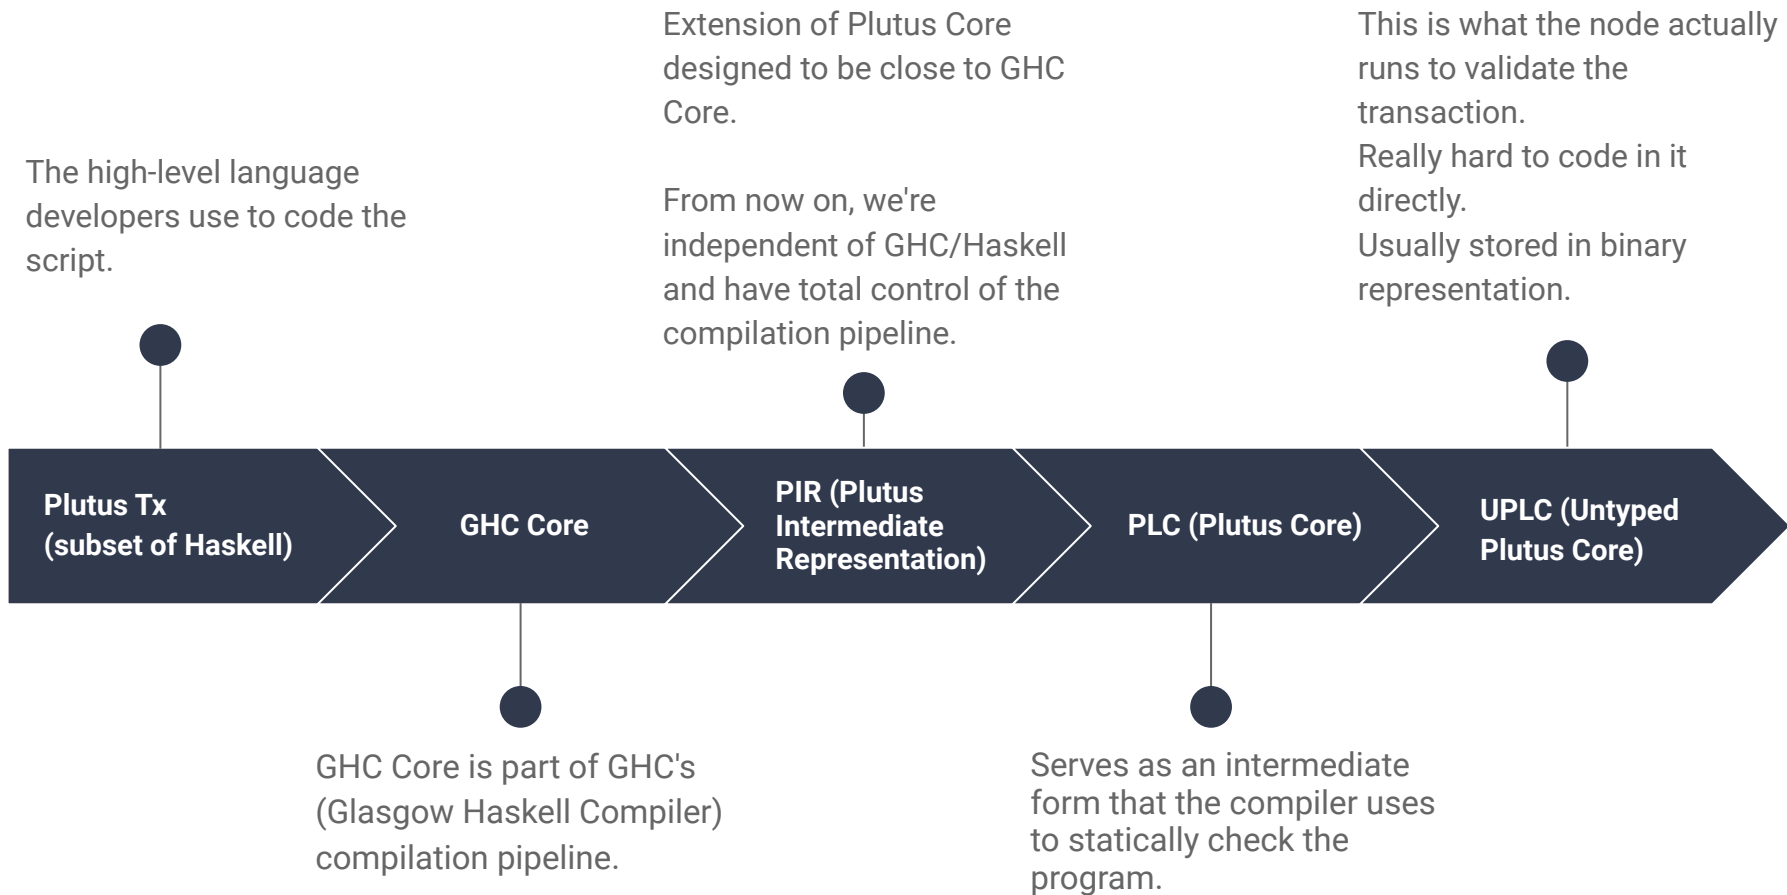 The high-level language
developers use to code the
script.
Extension of Plutus Core
designed to be close to GHC
Core.
From now on, we're
independent of GHC/Haskell
and have total control of the
compilation pipeline.
This is what the node actually
runs to validate the
transaction.
Really hard to code in it
directly.
Usually stored in binary
representation.
Plutus Tx
(subset of Haskell)
GHC Core
PIR (Plutus
Intermediate
Representation)
PLC (Plutus Core)
UPLC (Untyped
Plutus Core)
GHC Core is part of GHC's
(Glasgow Haskell Compiler)
compilation pipeline.
Serves as an intermediate
form that the compiler uses
to statically check the
program.